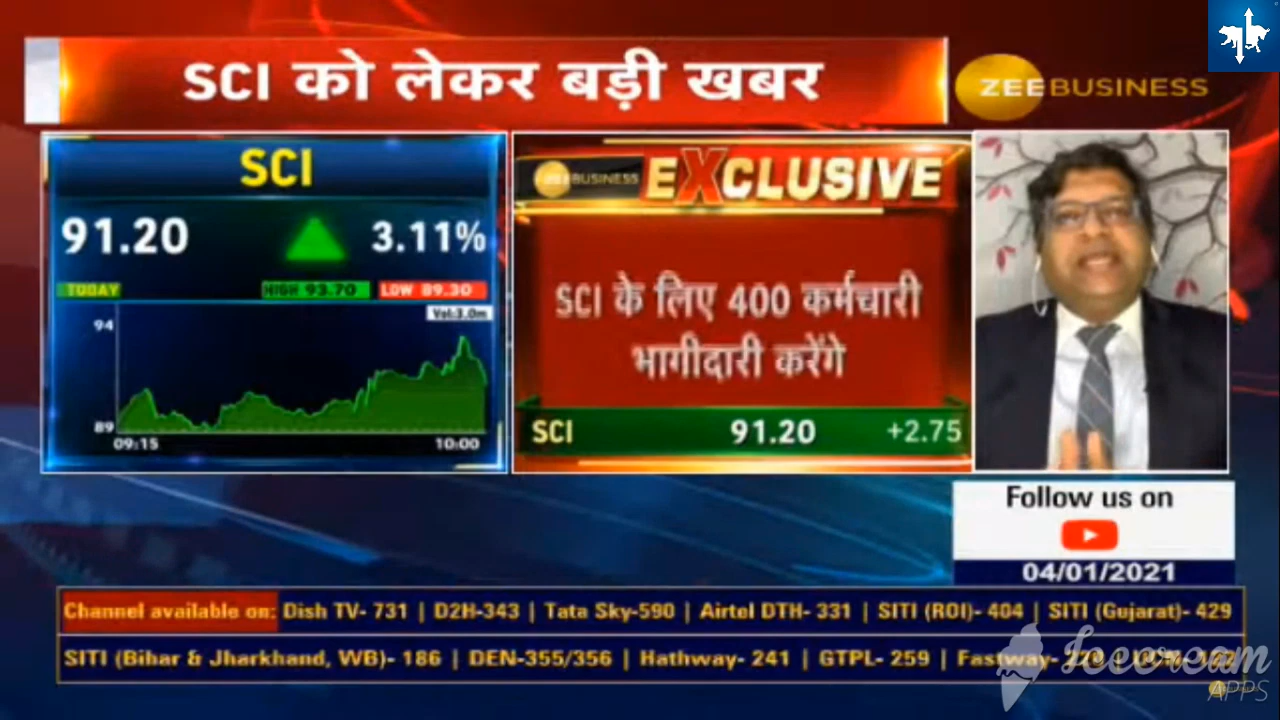 SCI को लेकर बड़ी खबर
ZEEBUSINESS
SCI
91.20 3.11%
TODAY HIGH 93.70 LOW 89.30
Vol:3.0m
94
89
09:15 10:00
ZEEBUSINESS EXCLUSIVE
SCI के लिए 400 कर्मचारी
भागीदारी करेंगे
SCI 91.20 +2.75
Follow us on
04/01/2021
Channel available on: Dish TV- 731 | D2H-343 | Tata Sky-590 | Airtel DTH- 331 | SITI (ROI)- 404 | SITI (Gujarat)- 429
SITI (Bihar & Jharkhand, WB)- 186 | DEN-355/356 | Hathway- 241 | GTPL- 259 | Fastway-
Icecream
APPS